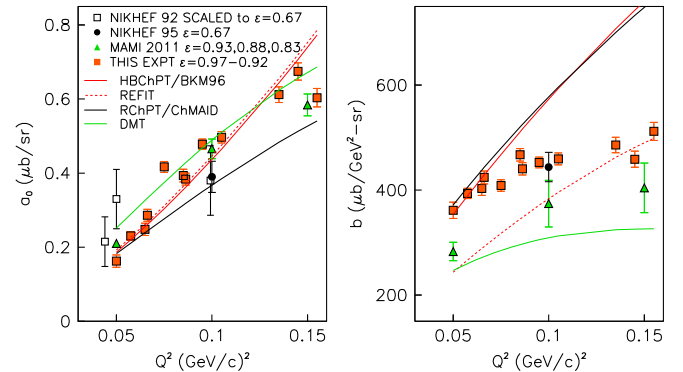 NIKHEF 92 SCALED to ε=0.67
NIKHEF 95 ε=0.67
MAMI 2011 ε=0.93,0.88,0.83
THIS EXPT ε=0.97−0.92
HBChPT/BKM96
REFIT
RChPT/ChMAID
DMT
0.8
0.6
0.4
0.2
0
a₀ (μb/sr)
0.05
0.1
0.15
Q² (GeV/c)²
600
400
200
b (μb/GeV²−sr)
0.05
0.1
0.15
Q² (GeV/c)²